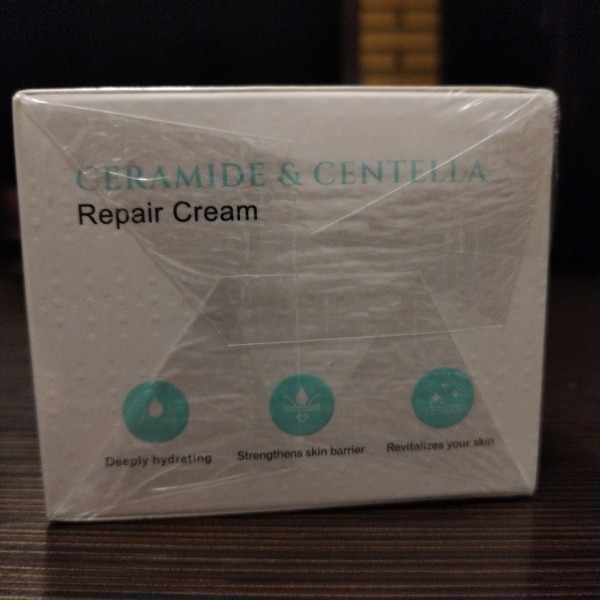 CERAMIDE & CENTELLA
Repair Cream
Deeply hydrating
Strengthens skin barrier
Revitalizes your skin